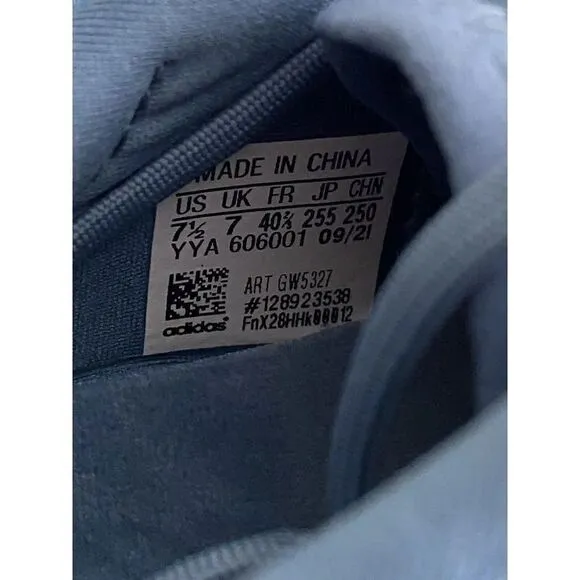 MADE IN CHINA
US UK FR JP CHN
7½ 7 40⅔ 255 250
YYA 606001 09/21
ART GW5327
#128923538
adidas FnX28HHk00012